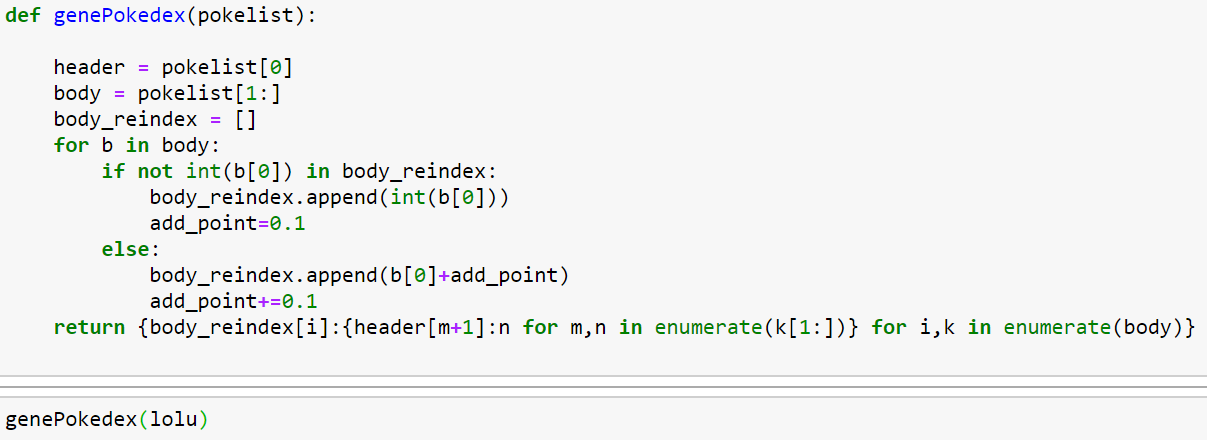 def genePokedex(pokelist):
    header = pokelist[0]
    body = pokelist[1:]
    body_reindex = []
    for b in body:
        if not int(b[0]) in body_reindex:
            body_reindex.append(int(b[0]))
            add_point=0.1
        else:
            body_reindex.append(b[0]+add_point)
            add_point+=0.1
    return {body_reindex[i]:{header[m+1]:n for m,n in enumerate(k[1:])} for i,k in enumerate(body)}
genePokedex(lolu)